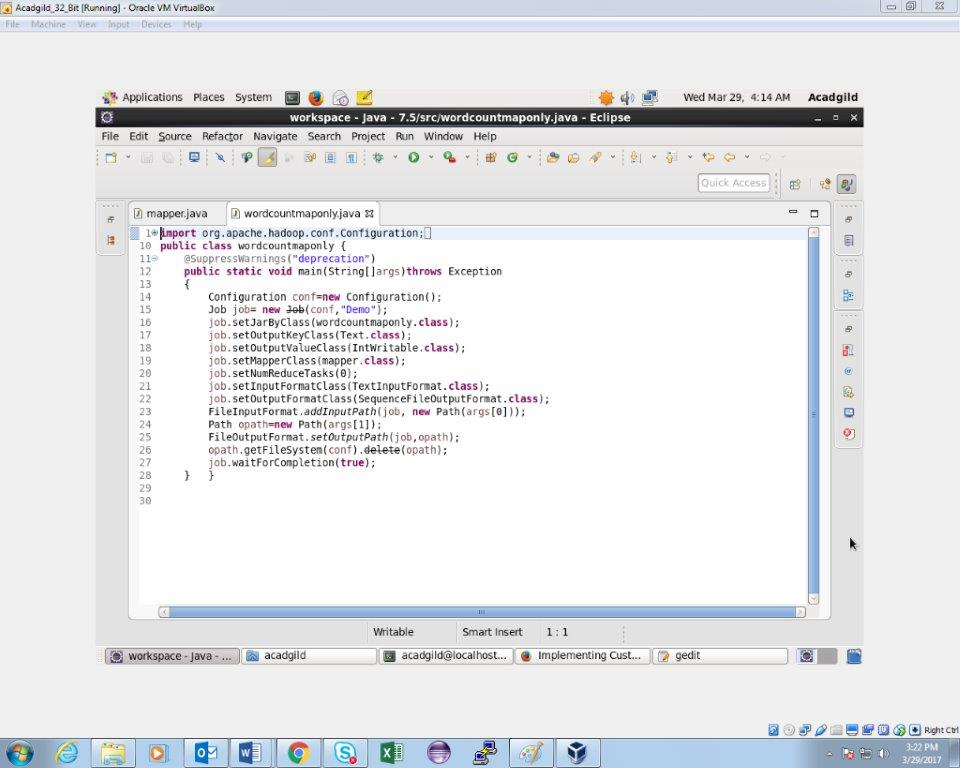 Acadgild_32_Bit [Running] - Oracle VM VirtualBox
File Machine View Input Devices Help
Applications Places System Wed Mar 29, 4:14 AM Acadgild
workspace - Java - 7.5/src/wordcountmaponly.java - Eclipse
File Edit Source Refactor Navigate Search Project Run Window Help
Quick Access
mapper.java wordcountmaponly.java
1 import org.apache.hadoop.conf.Configuration;
10 public class wordcountmaponly {
11 @SuppressWarnings("deprecation")
12 public static void main(String[]args)throws Exception
13 {
14 Configuration conf=new Configuration();
15 Job job= new Job(conf,"Demo");
16 job.setJarByClass(wordcountmaponly.class);
17 job.setOutputKeyClass(Text.class);
18 job.setOutputValueClass(IntWritable.class);
19 job.setMapperClass(mapper.class);
20 job.setNumReduceTasks(0);
21 job.setInputFormatClass(TextInputFormat.class);
22 job.setOutputFormatClass(SequenceFileOutputFormat.class);
23 FileInputFormat.addInputPath(job, new Path(args[0]));
24 Path opath=new Path(args[1]);
25 FileOutputFormat.setOutputPath(job,opath);
26 opath.getFileSystem(conf).delete(opath);
27 job.waitForCompletion(true);
28 } }
29
30
Writable Smart Insert 1 : 1
workspace - Java - ... acadgild acadgild@localhost... Implementing Cust... gedit
Right Ctrl
3:22 PM
3/29/2017